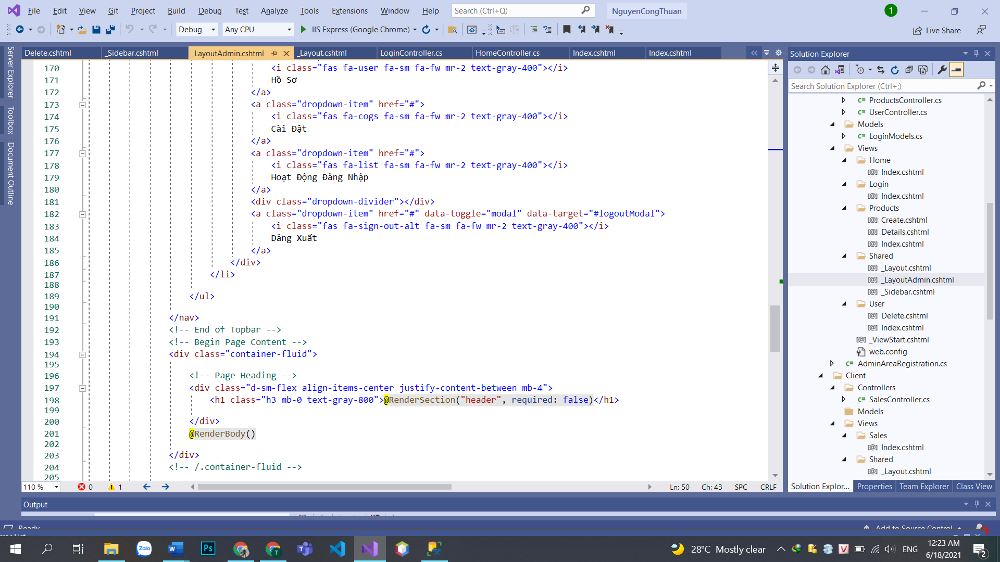 File Edit View Git Project Build Debug Test Analyze Tools Extensions Window Help Search (Ctrl+Q) NguyenCongThuan 1
Debug Any CPU IIS Express (Google Chrome) Live Share
Server Explorer
Toolbox
Document Outline
Delete.cshtml _Sidebar.cshtml _LayoutAdmin.cshtml _Layout.cshtml LoginController.cs HomeController.cs Index.cshtml Index.cshtml
170 <i class="fas fa-user fa-sm fa-fw mr-2 text-gray-400"></i>
171 Hồ Sơ
172 </a>
173 <a class="dropdown-item" href="#">
174 <i class="fas fa-cogs fa-sm fa-fw mr-2 text-gray-400"></i>
175 Cài Đặt
176 </a>
177 <a class="dropdown-item" href="#">
178 <i class="fas fa-list fa-sm fa-fw mr-2 text-gray-400"></i>
179 Hoạt Động Đăng Nhập
180 </a>
181 <div class="dropdown-divider"></div>
182 <a class="dropdown-item" href="#" data-toggle="modal" data-target="#logoutModal">
183 <i class="fas fa-sign-out-alt fa-sm fa-fw mr-2 text-gray-400"></i>
184 Đăng Xuất
185 </a>
186 </div>
187 </li>
188
189 </ul>
190
191 </nav>
192 <!-- End of Topbar -->
193 <!-- Begin Page Content -->
194 <div class="container-fluid">
195
196 <!-- Page Heading -->
197 <div class="d-sm-flex align-items-center justify-content-between mb-4">
198 <h1 class="h3 mb-0 text-gray-800">@RenderSection("header", required: false)</h1>
199
200 </div>
201 @RenderBody()
202
203 </div>
204 <!-- /.container-fluid -->
205
110 % 0 1 Ln: 50 Ch: 43 SPC CRLF
Solution Explorer
Search Solution Explorer (Ctrl+;)
C# ProductsController.cs
C# UserController.cs
Models
C# LoginModels.cs
Views
Home
[@] Index.cshtml
Login
[@] Index.cshtml
Products
[@] Create.cshtml
[@] Details.cshtml
[@] Index.cshtml
Shared
[@] _Layout.cshtml
[@] _LayoutAdmin.cshtml
[@] _Sidebar.cshtml
User
[@] Delete.cshtml
[@] Index.cshtml
[@] _ViewStart.cshtml
web.config
C# AdminAreaRegistration.cs
Client
Controllers
C# SalesController.cs
Models
Views
Sales
[@] Index.cshtml
Shared
[@] _Layout.cshtml
Solution Explor... Properties Team Explorer Class View
Output
Ready Add to Source Control
Zalo Ps T 28°C Mostly clear ENG 12:23 AM
6/18/2021 2